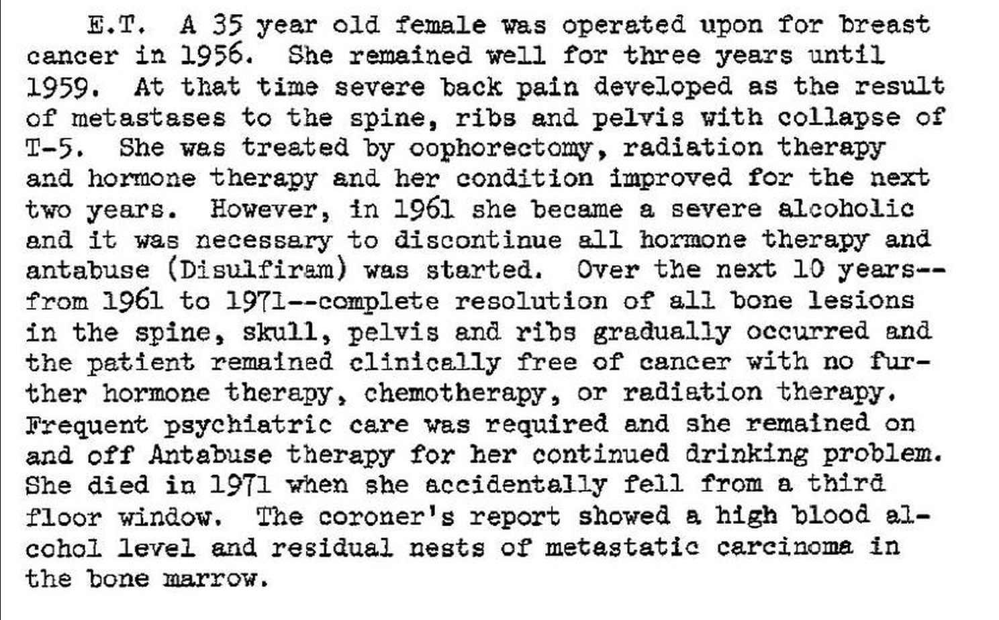 E.T. A 35 year old female was operated upon for breast
cancer in 1956. She remained well for three years until
1959. At that time severe back pain developed as the result
of metastases to the spine, ribs and pelvis with collapse of
T-5. She was treated by oophorectomy, radiation therapy
and hormone therapy and her condition improved for the next
two years. However, in 1961 she became a severe alcoholic
and it was necessary to discontinue all hormone therapy and
antabuse (Disulfiram) was started. Over the next 10 years--
from 1961 to 1971--complete resolution of all bone lesions
in the spine, skull, pelvis and ribs gradually occurred and
the patient remained clinically free of cancer with no fur-
ther hormone therapy, chemotherapy, or radiation therapy.
Frequent psychiatric care was required and she remained on
and off Antabuse therapy for her continued drinking problem.
She died in 1971 when she accidentally fell from a third
floor window. The coroner's report showed a high blood al-
cohol level and residual nests of metastatic carcinoma in
the bone marrow.